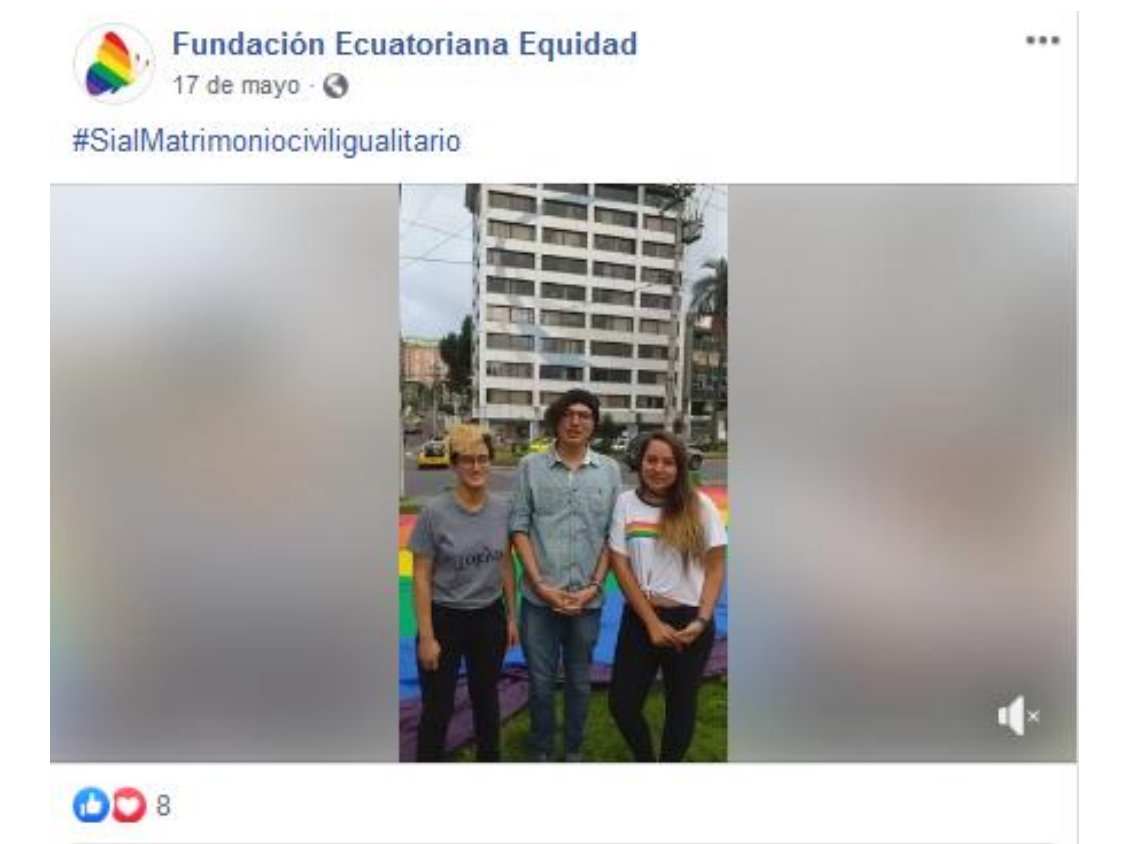 Fundación Ecuatoriana Equidad
17 de mayo ·
#SialMatrimoniociviligualitario
8